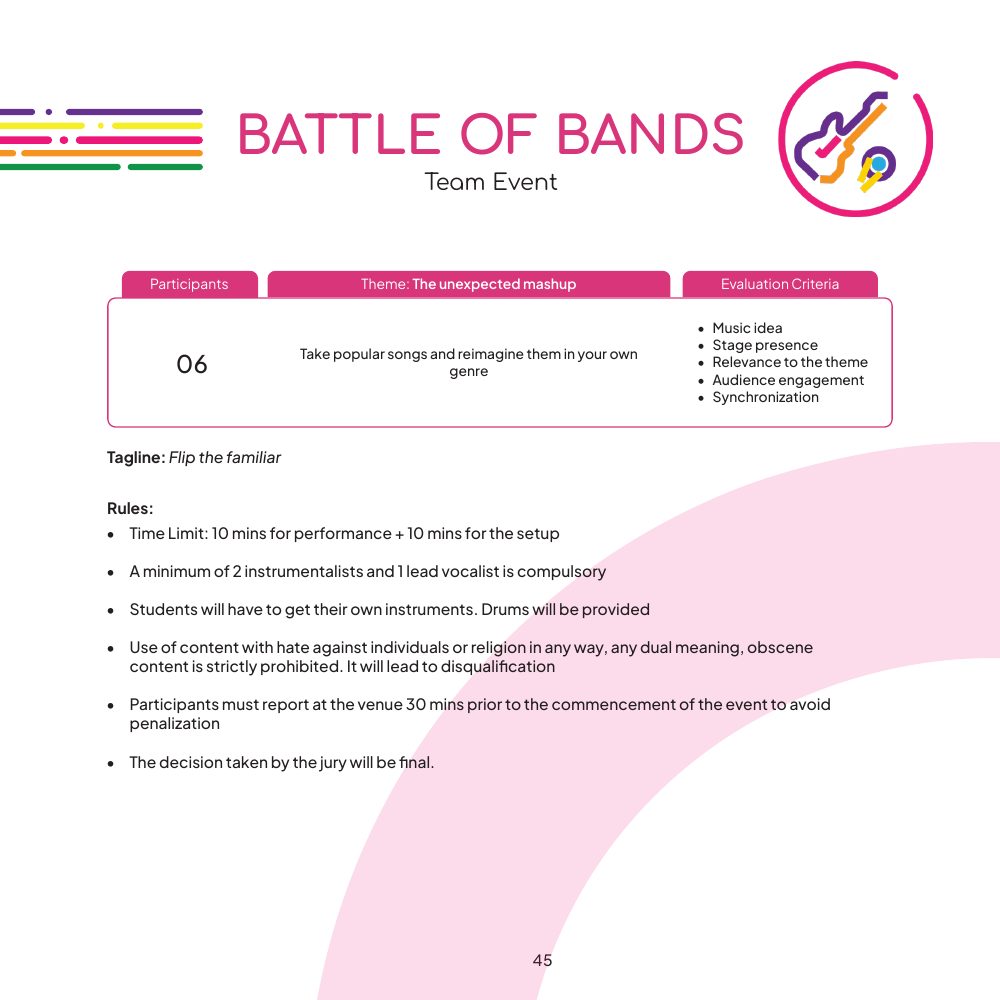 BATTLE OF BANDS
Team Event
Participants
Theme: The unexpected mashup
Evaluation Criteria
06
Take popular songs and reimagine them in your own
genre
• Music idea
• Stage presence
• Relevance to the theme
• Audience engagement
• Synchronization
Tagline: Flip the familiar
Rules:
• Time Limit: 10 mins for performance + 10 mins for the setup
• A minimum of 2 instrumentalists and 1 lead vocalist is compulsory
• Students will have to get their own instruments. Drums will be provided
• Use of content with hate against individuals or religion in any way, any dual meaning, obscene
content is strictly prohibited. It will lead to disqualification
• Participants must report at the venue 30 mins prior to the commencement of the event to avoid
penalization
• The decision taken by the jury will be final.
45